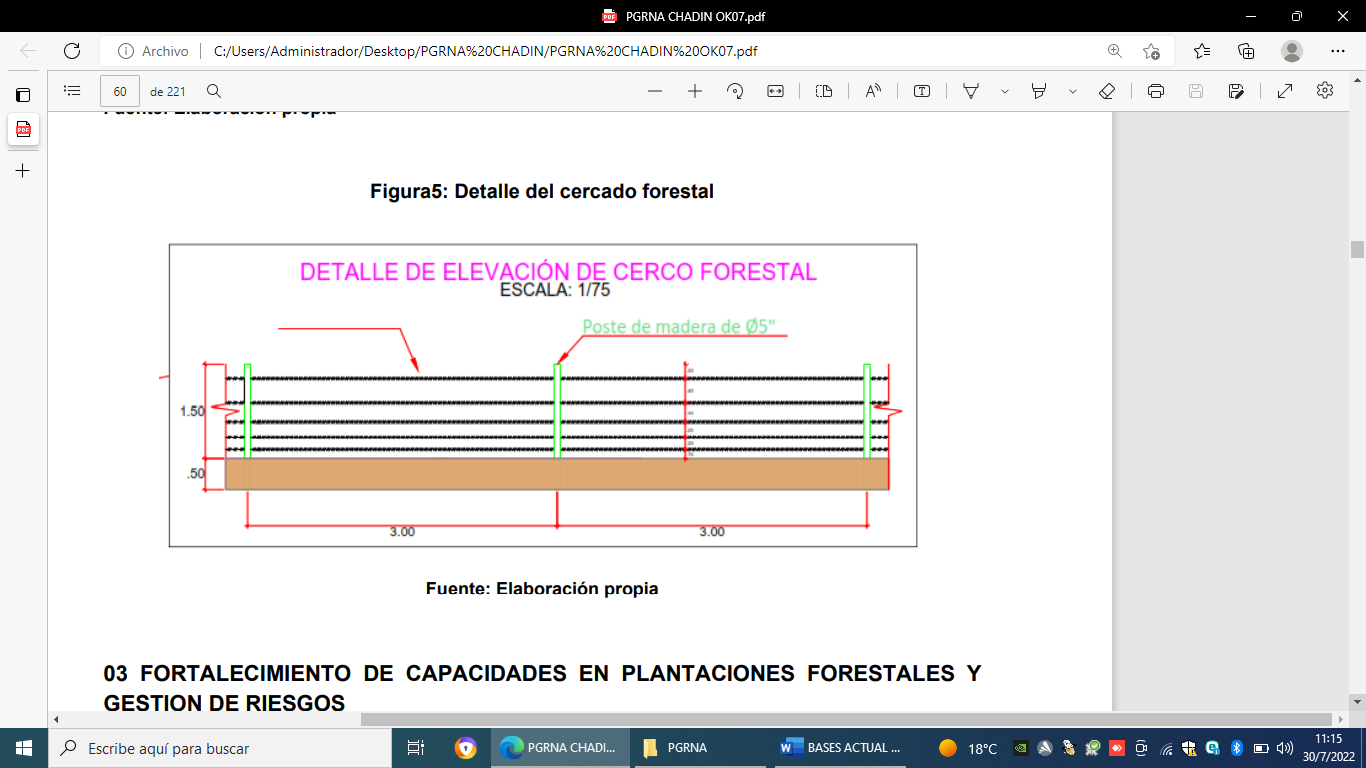 PGRNA CHADIN OK07.pdf
Archivo
C:/Users/Administrador/Desktop/PGRNA%20CHADIN/PGRNA%20CHADIN%20OK07.pdf
60 de 221
Fuente: Elaboración propia
Figura5: Detalle del cercado forestal
DETALLE DE ELEVACIÓN DE CERCO FORESTAL
ESCALA: 1/75
Poste de madera de Ø5"
1.50
.50
3.00 3.00
Fuente: Elaboración propia
03 FORTALECIMIENTO DE CAPACIDADES EN PLANTACIONES FORESTALES Y
GESTION DE RIESGOS
Escribe aquí para buscar
PGRNA CHADI...
PGRNA
BASES ACTUAL ...
18°C
11:15
30/7/2022